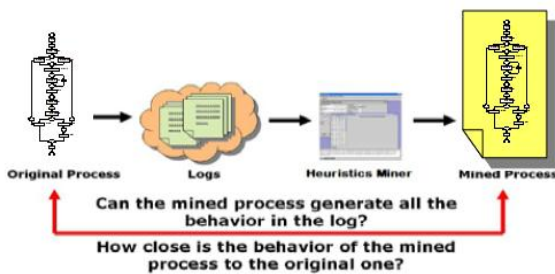 Original Process
Logs
Heuristics Miner
Mined Process
Can the mined process generate all the
behavior in the log?
How close is the behavior of the mined
process to the original one?